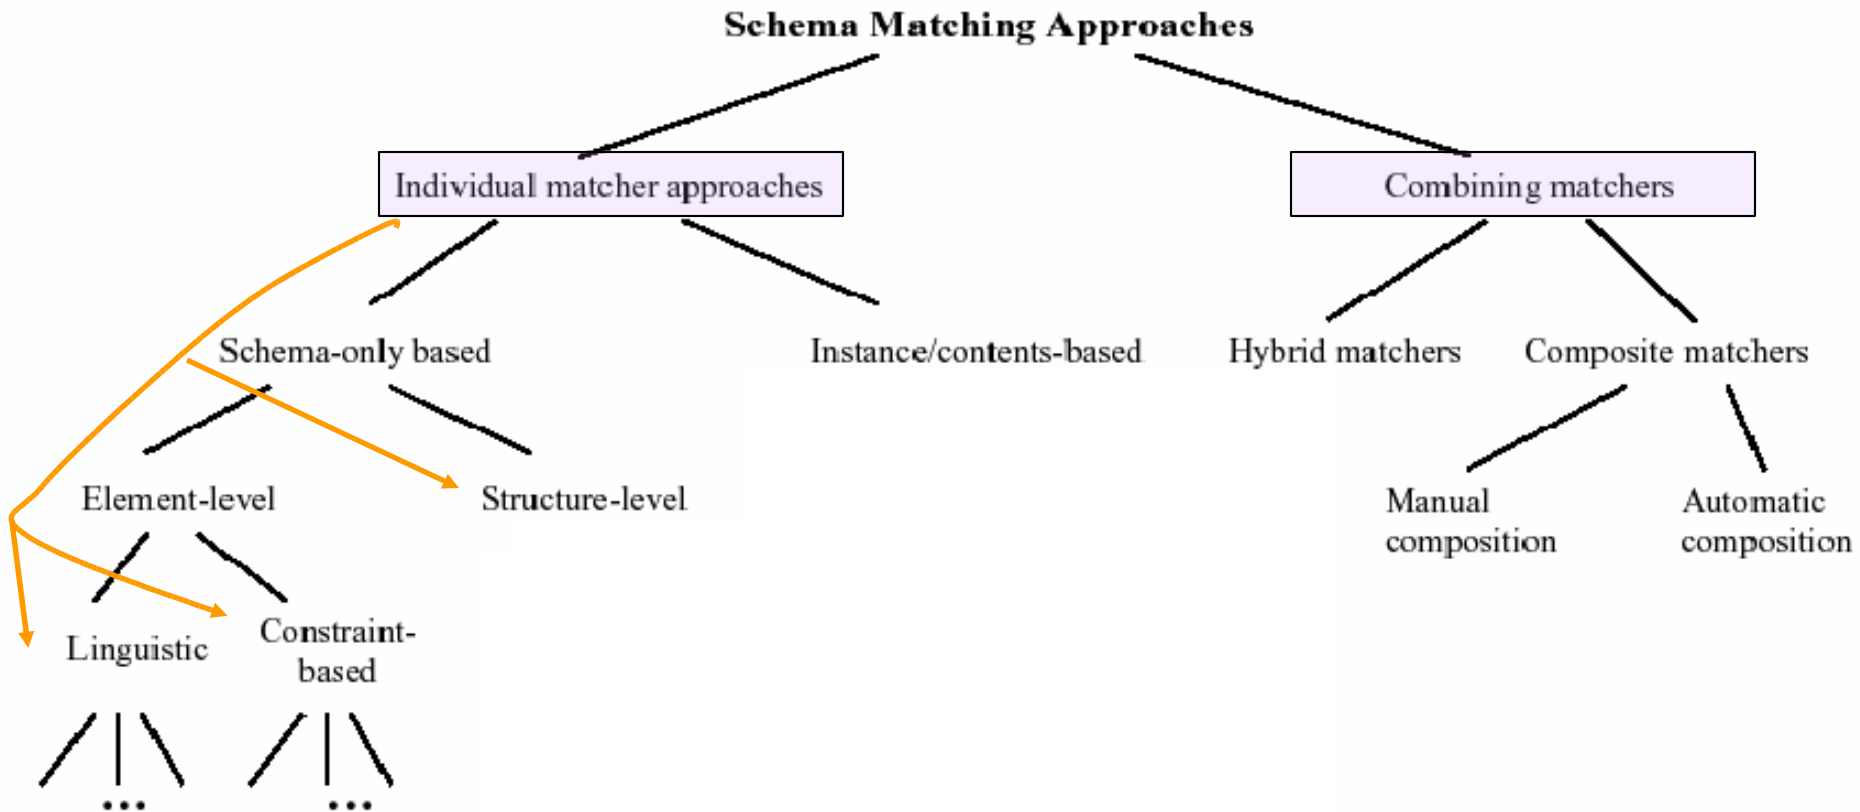 Schema Matching Approaches
Individual matcher approaches
Combining matchers
Schema-only based
Instance/contents-based
Hybrid matchers
Composite matchers
Element-level
Structure-level
Manual
composition
Automatic
composition
Linguistic
Constraint-
based
...
...